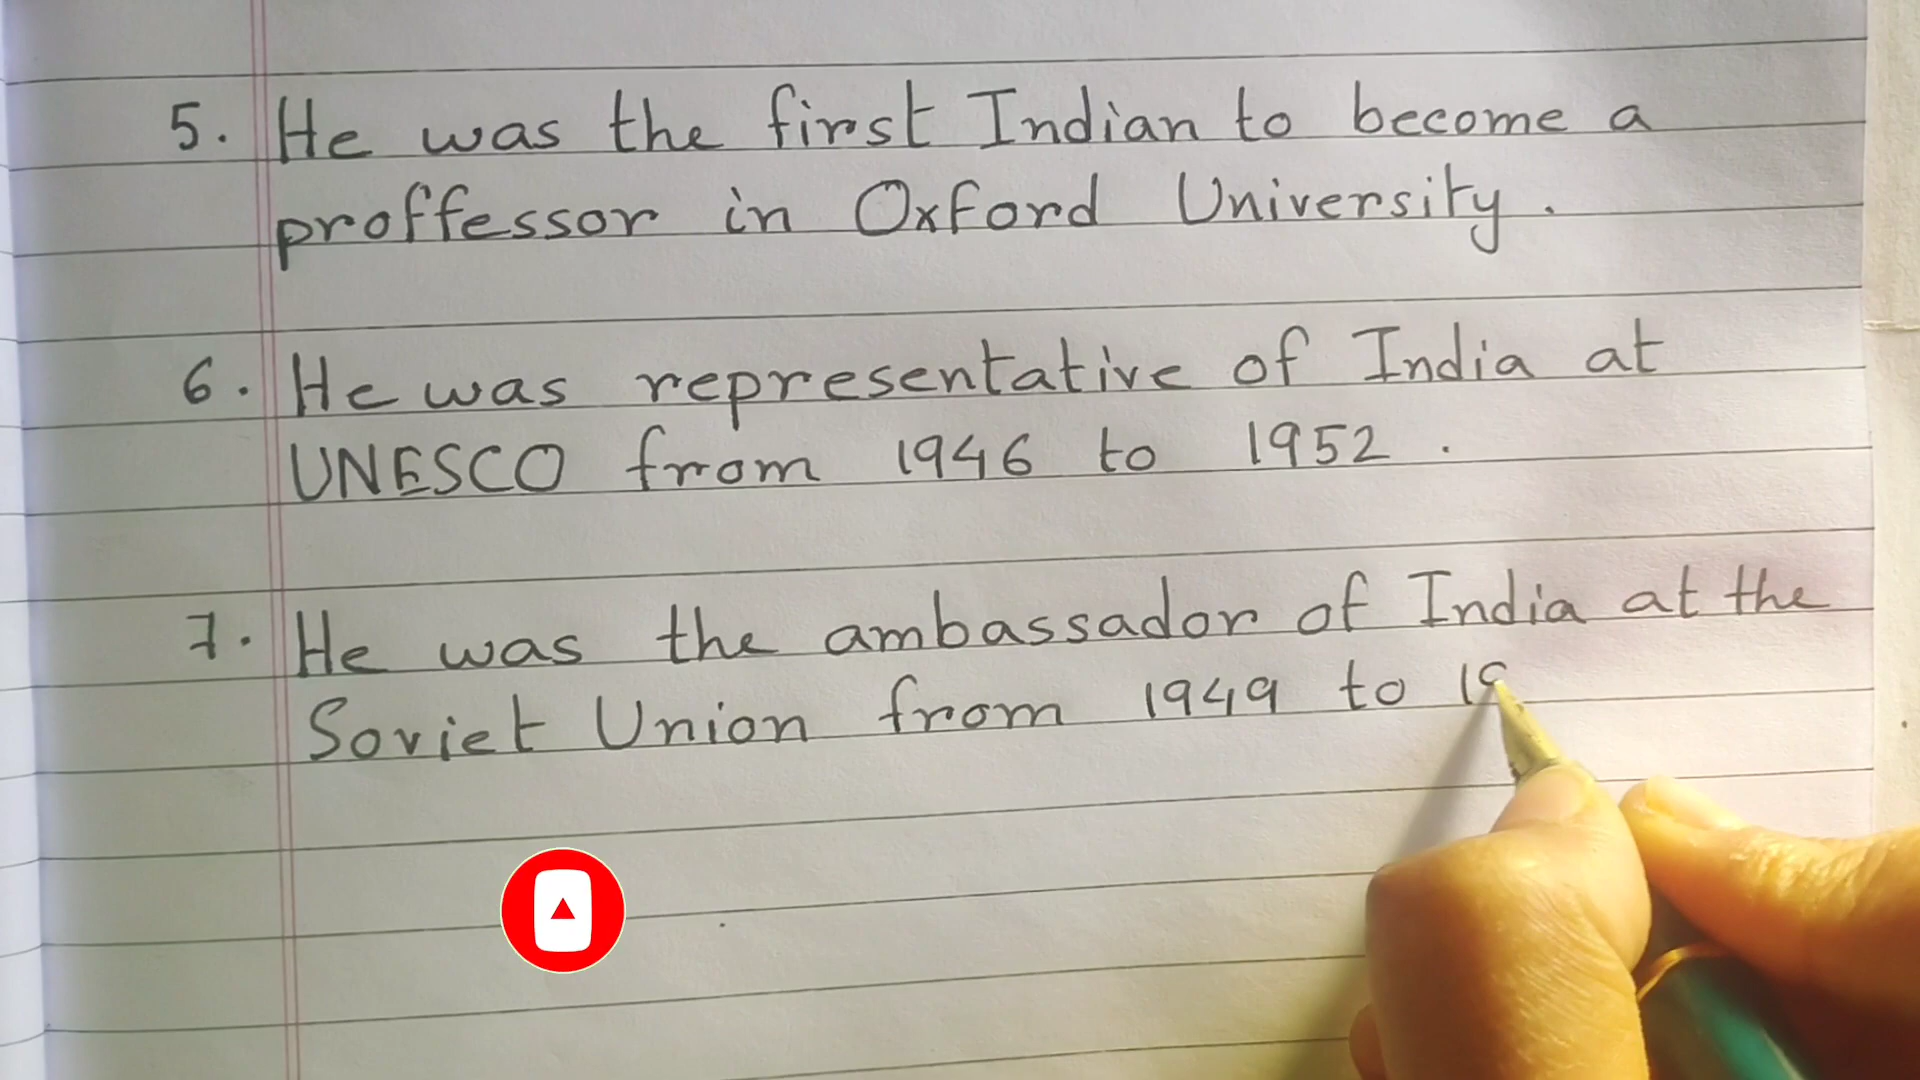 5. He was the first Indian to become a
proffessor in Oxford University.
6. He was representative of India at
UNESCO from 1946 to 1952.
7. He was the ambassador of India at the
Soviet Union from 1949 to